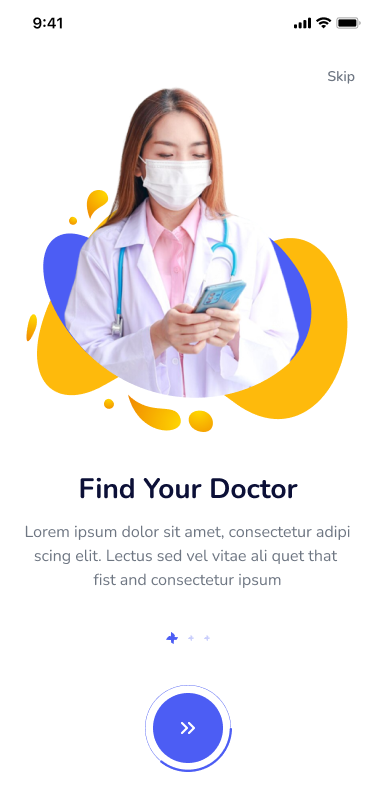 9:41
Skip
Find Your Doctor
Lorem ipsum dolor sit amet, consectetur adipi
scing elit. Lectus sed vel vitae ali quet that
fist and consectetur ipsum